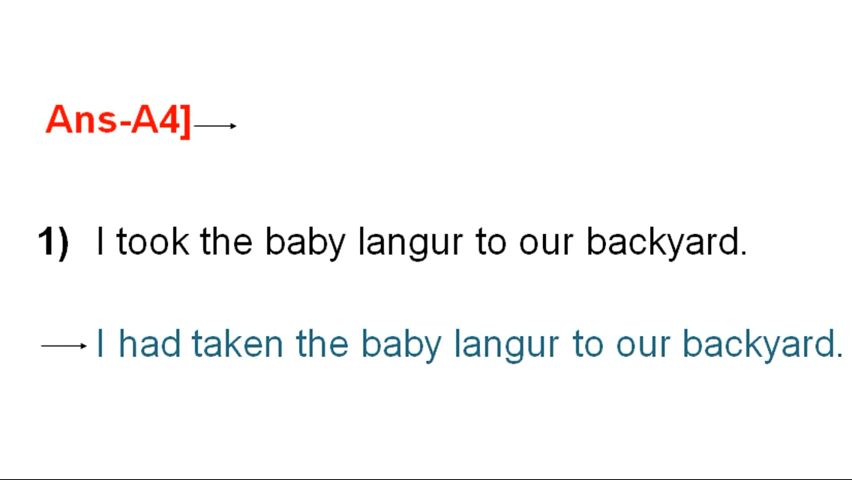 Ans-A4]
1) I took the baby langur to our backyard.
I had taken the baby langur to our backyard.